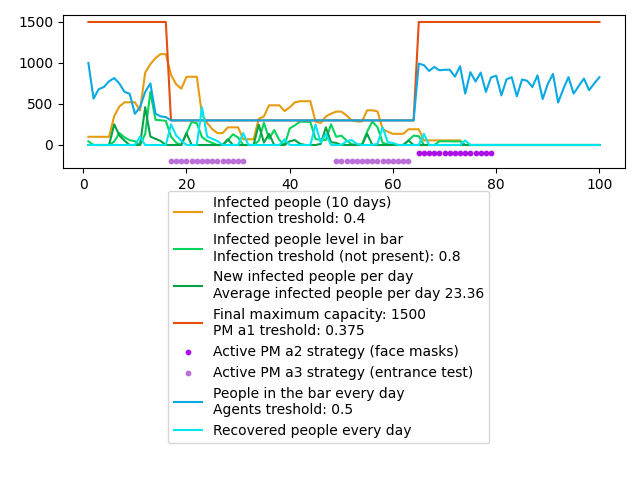 1500
1000
500
0
0 20 40 60 80 100
Infected people (10 days)
Infection treshold: 0.4
Infected people level in bar
Infection treshold (not present): 0.8
New infected people per day
Average infected people per day 23.36
Final maximum capacity: 1500
PM a1 treshold: 0.375
Active PM a2 strategy (face masks)
Active PM a3 strategy (entrance test)
People in the bar every day
Agents treshold: 0.5
Recovered people every day